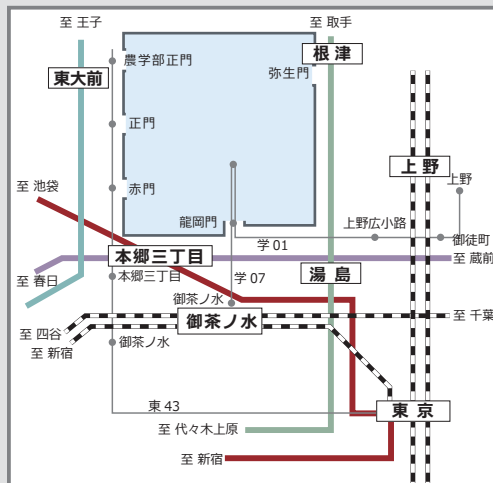 至 王子
至 取手
農学部正門
根津
弥生門
東大前
正門
上 野
至 池袋
赤門
上野
龍岡門
上野広小路
御徒町
学 01
本郷三丁目
至 蔵前
至 春日
本郷三丁目
学 07
湯 島
御茶ノ水
至 千葉
御茶ノ水
至 四谷
至 新宿
御茶ノ水
東 43
東 京
至 代々木上原
至 新宿